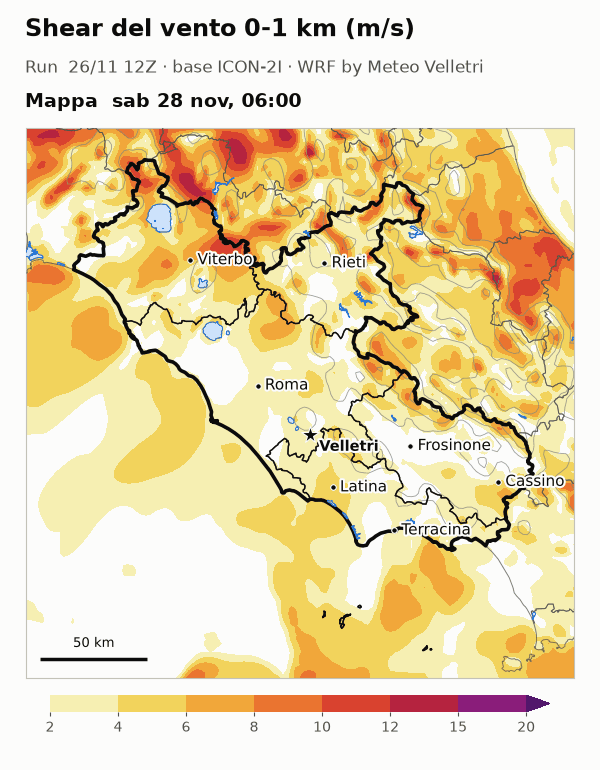 Shear del vento 0-1 km (m/s)
Run 26/11 12Z · base ICON-2I · WRF by Meteo Velletri
Mappa sab 28 nov, 06:00
Viterbo
Rieti
Roma
Velletri
Frosinone
Latina
Cassino
Terracina
50 km
2 4 6 8 10 12 15 20